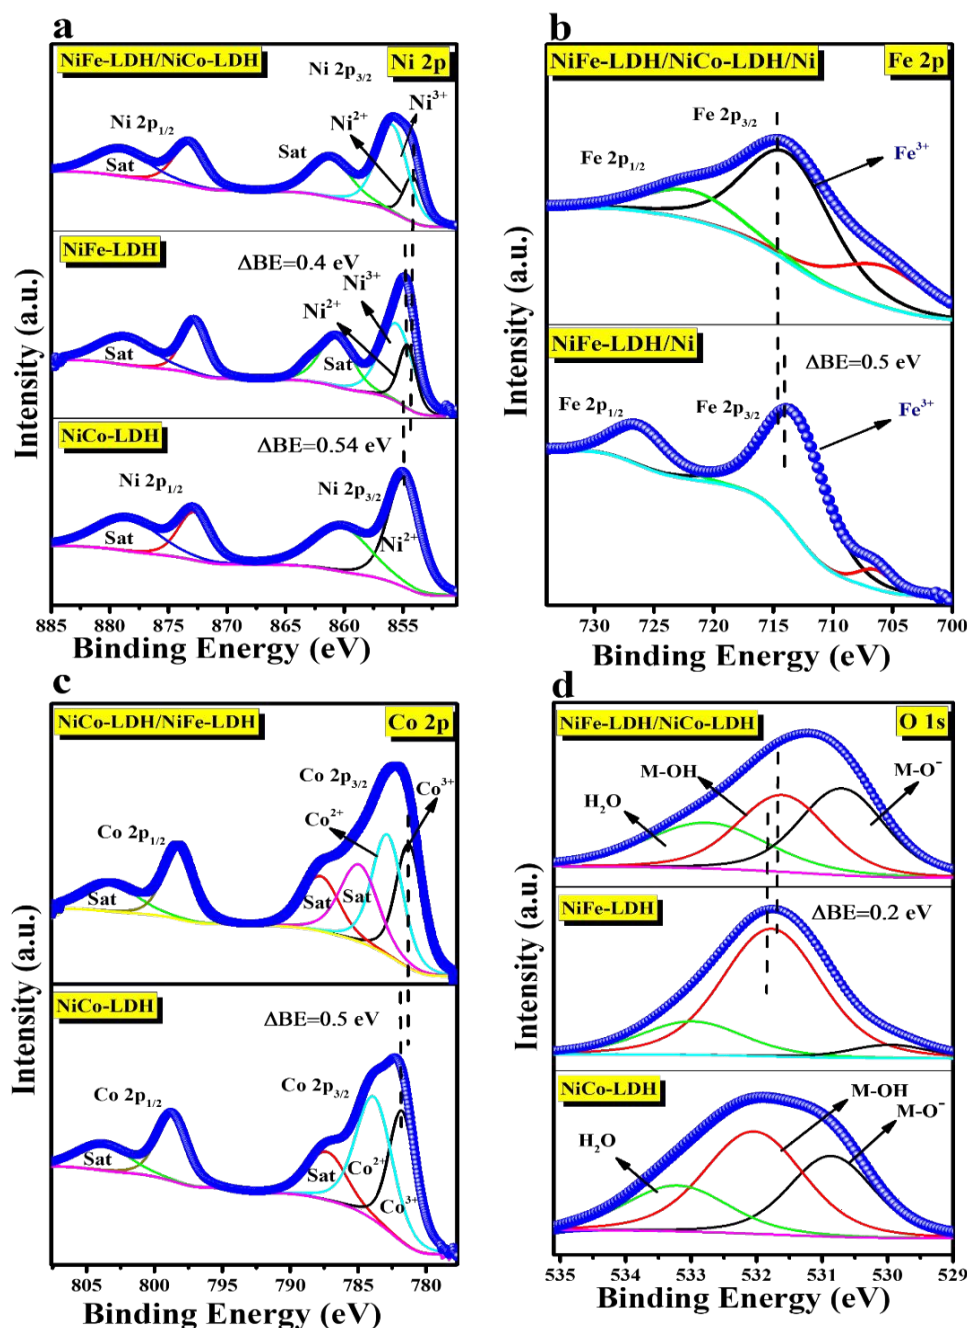 a
NiFe-LDH/NiCo-LDH
Ni 2p
Ni 2p3/2
Ni3+
Ni2+
Ni 2p1/2
Sat
Sat
NiFe-LDH
ΔBE=0.4 eV
Ni3+
Ni2+
Sat
Sat
NiCo-LDH
ΔBE=0.54 eV
Ni 2p1/2
Ni 2p3/2
Sat
Ni2+
Intensity (a.u.)
885 880 875 870 865 860 855
Binding Energy (eV)
b
NiFe-LDH/NiCo-LDH/Ni
Fe 2p
Fe 2p3/2
Fe 2p1/2
Fe3+
NiFe-LDH/Ni
ΔBE=0.5 eV
Fe 2p1/2
Fe 2p3/2
Fe3+
Intensity (a.u.)
730 725 720 715 710 705 700
Binding Energy (eV)
c
NiCo-LDH/NiFe-LDH
Co 2p
Co 2p3/2
Co3+
Co2+
Co 2p1/2
Sat
Sat
Sat
NiCo-LDH
ΔBE=0.5 eV
Co 2p1/2
Co 2p3/2
Sat
Sat
Co2+
Co3+
Intensity (a.u.)
805 800 795 790 785 780
Binding Energy (eV)
d
NiFe-LDH/NiCo-LDH
O 1s
M-OH
M-O−
H2O
NiFe-LDH
ΔBE=0.2 eV
NiCo-LDH
M-OH
M-O−
H2O
Intensity (a.u.)
535 534 533 532 531 530 529
Binding Energy (eV)